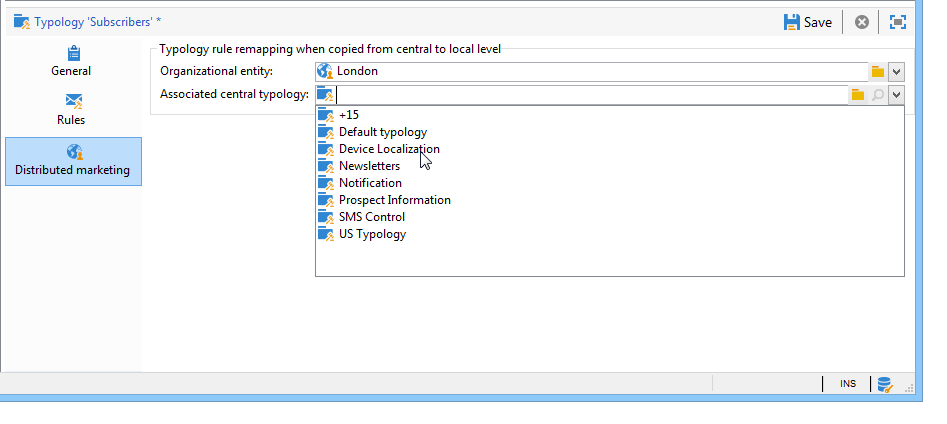 Typology 'Subscribers' *
Save
General
Rules
Distributed marketing
Typology rule remapping when copied from central to local level
Organizational entity:
London
Associated central typology:
+15
Default typology
Device Localization
Newsletters
Notification
Prospect Information
SMS Control
US Typology
INS